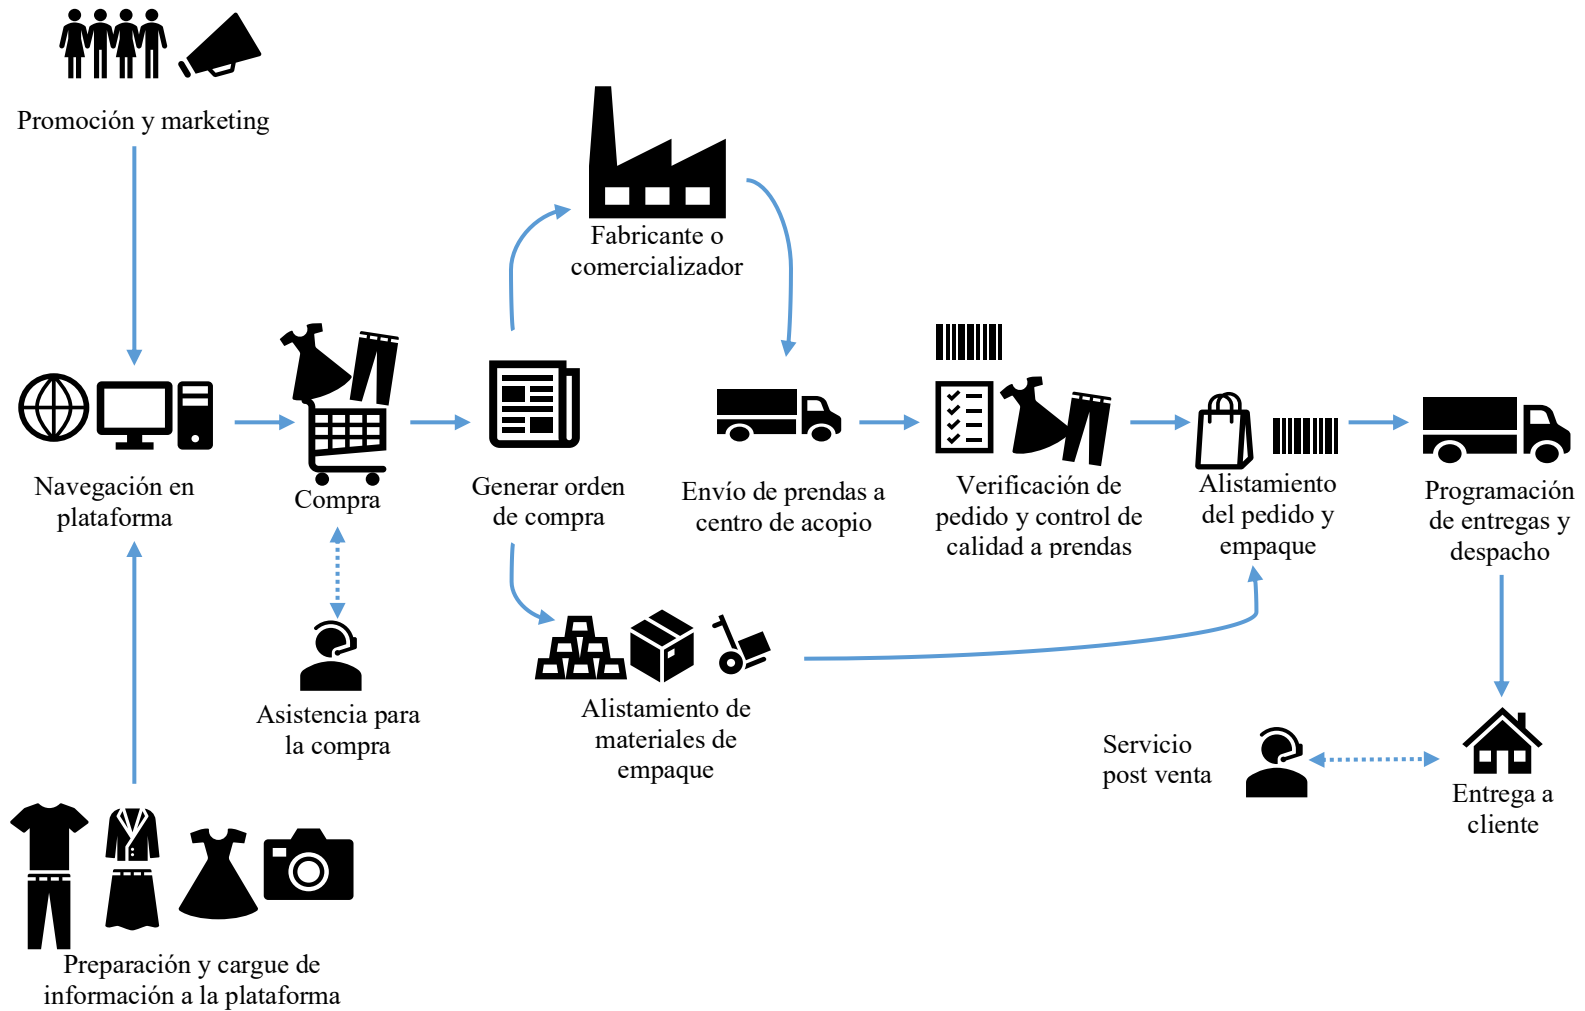 Promoción y marketing
Fabricante o
comercializador
Navegación en
plataforma
Compra
Generar orden
de compra
Envío de prendas a
centro de acopio
Verificación de
pedido y control de
calidad a prendas
Alistamiento
del pedido y
empaque
Programación
de entregas y
despacho
Asistencia para
la compra
Alistamiento de
materiales de
empaque
Servicio
post venta
Entrega a
cliente
Preparación y cargue de
información a la plataforma